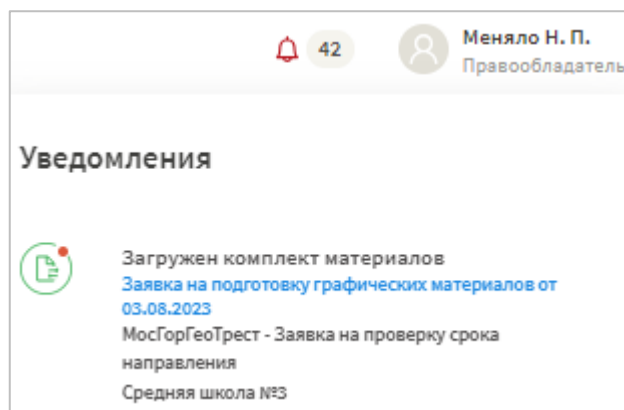 42
Меняло Н. П.
Правообладатель
Уведомления
Загружен комплект материалов
Заявка на подготовку графических материалов от
03.08.2023
МосГорГеоТрест - Заявка на проверку срока
направления
Средняя школа №3